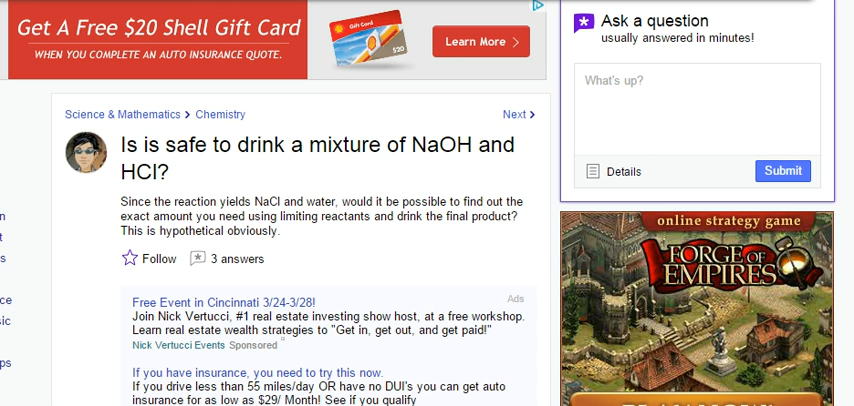 Get A Free $20 Shell Gift Card
WHEN YOU COMPLETE AN AUTO INSURANCE QUOTE.
Gift Card
$20
Learn More >
Ask a question
usually answered in minutes!
What's up?
Details
Submit
Science & Mathematics > Chemistry
Next >
Is is safe to drink a mixture of NaOH and
HCl?
Since the reaction yields NaCl and water, would it be possible to find out the
exact amount you need using limiting reactants and drink the final product?
This is hypothetical obviously.
Follow
3 answers
Free Event in Cincinnati 3/24-3/28!
Ads
Join Nick Vertucci, #1 real estate investing show host, at a free workshop.
Learn real estate wealth strategies to "Get in, get out, and get paid!"
Nick Vertucci Events Sponsored
If you have insurance, you need to try this now.
If you drive less than 55 miles/day OR have no DUI's you can get auto
insurance for as low as $29/ Month! See if you qualify
online strategy game
FORGE OF
EMPIRES
n
t
s
ce
ic
ps